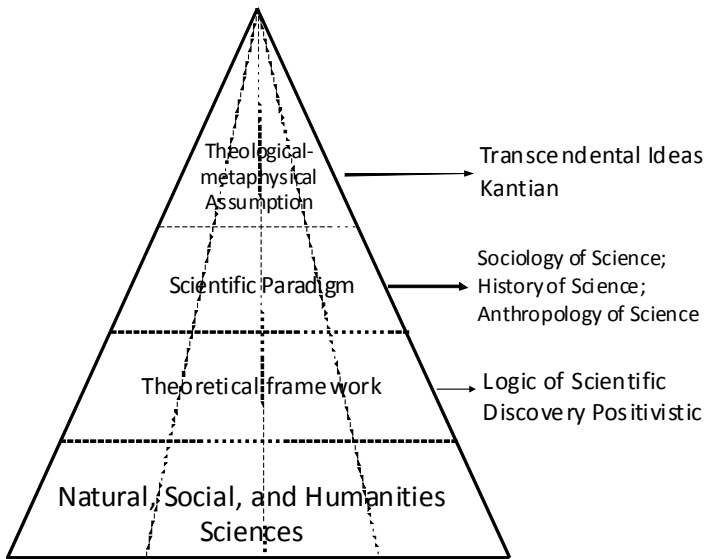 Theological-
metaphysical
Assumption
Transcendental Ideas
Kantian
Scientific Paradigm
Sociology of Science;
History of Science;
Anthropology of Science
Theoretical framework
Logic of Scientific
Discovery Positivistic
Natural, Social, and Humanities
Sciences